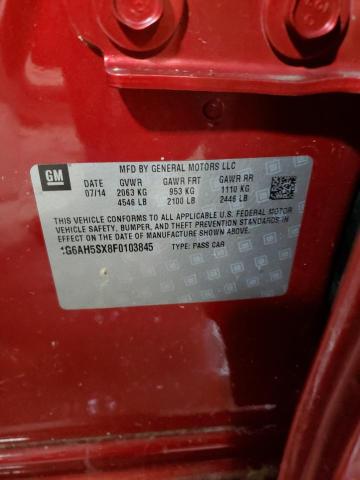 GM
MFD BY GENERAL MOTORS LLC
DATE GVWR GAWR FRT GAWR RR
07/14 2063 KG 953 KG 1110 KG
4546 LB 2100 LB 2446 LB
THIS VEHICLE CONFORMS TO ALL APPLICABLE U.S. FEDERAL MOTOR
VEHICLE SAFETY, BUMPER, AND THEFT PREVENTION STANDARDS IN
EFFECT ON THE DATE OF MANUFACTURE SHOWN ABOVE.
1G6AH5SX8F0103845 TYPE: PASS CAR